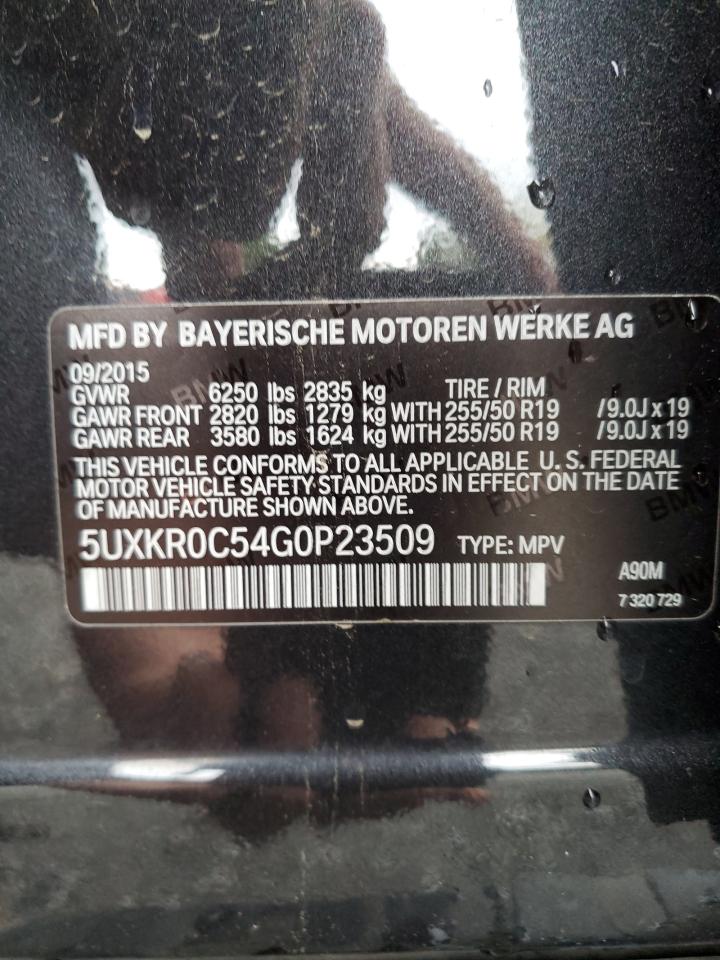 MFD BY BAYERISCHE MOTOREN WERKE AG
09/2015
GVWR 6250 lbs 2835 kg TIRE / RIM
GAWR FRONT 2820 lbs 1279 kg WITH 255/50 R19 /9.0J x 19
GAWR REAR 3580 lbs 1624 kg WITH 255/50 R19 /9.0J x 19
THIS VEHICLE CONFORMS TO ALL APPLICABLE U. S. FEDERAL
MOTOR VEHICLE SAFETY STANDARDS IN EFFECT ON THE DATE
OF MANUFACTURE SHOWN ABOVE.
5UXKR0C54G0P23509 TYPE: MPV
A90M
7 320 729